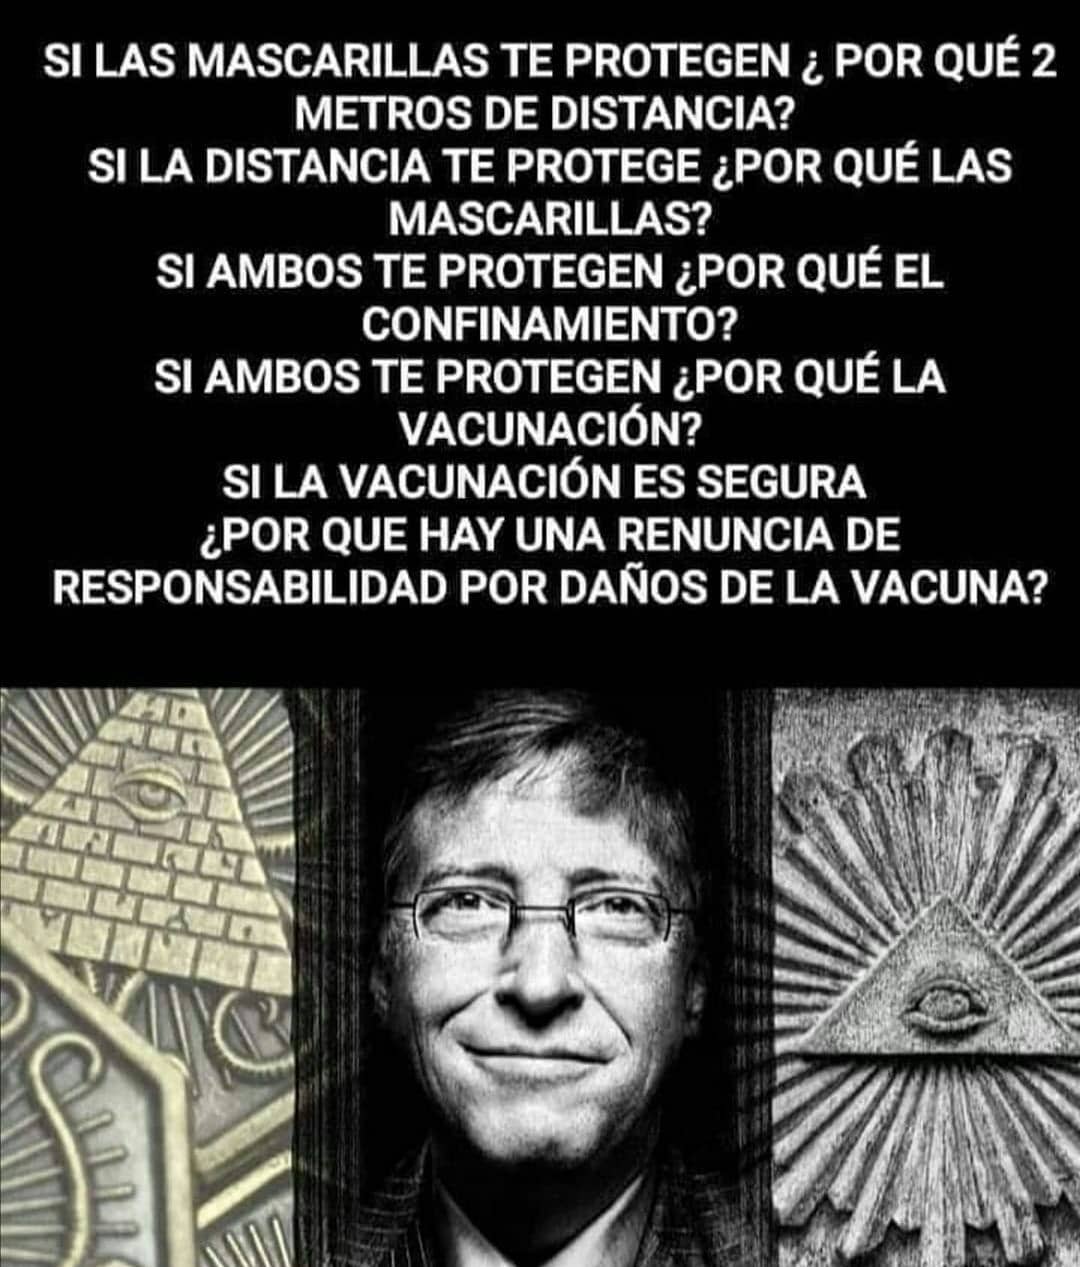 SI LAS MASCARILLAS TE PROTEGEN ¿ POR QUÉ 2
METROS DE DISTANCIA?
SI LA DISTANCIA TE PROTEGE ¿POR QUÉ LAS
MASCARILLAS?
SI AMBOS TE PROTEGEN ¿POR QUÉ EL
CONFINAMIENTO?
SI AMBOS TE PROTEGEN ¿POR QUÉ LA
VACUNACIÓN?
SI LA VACUNACIÓN ES SEGURA
¿POR QUE HAY UNA RENUNCIA DE
RESPONSABILIDAD POR DAÑOS DE LA VACUNA?